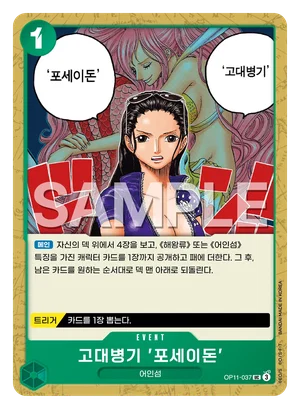 1
'포세이돈'
'고대병기'
SAMPLE
메인 자신의 덱 위에서 4장을 보고, 《해왕류》 또는 《어인섬》
특징을 가진 캐릭터 카드를 1장까지 공개하고 패에 더한다. 그 후,
남은 카드를 원하는 순서대로 덱 맨 아래로 되돌린다.
트리거 카드를 1장 뽑는다.
EVENT
고대병기 '포세이돈'
어인섬
OP11-037 UC
3